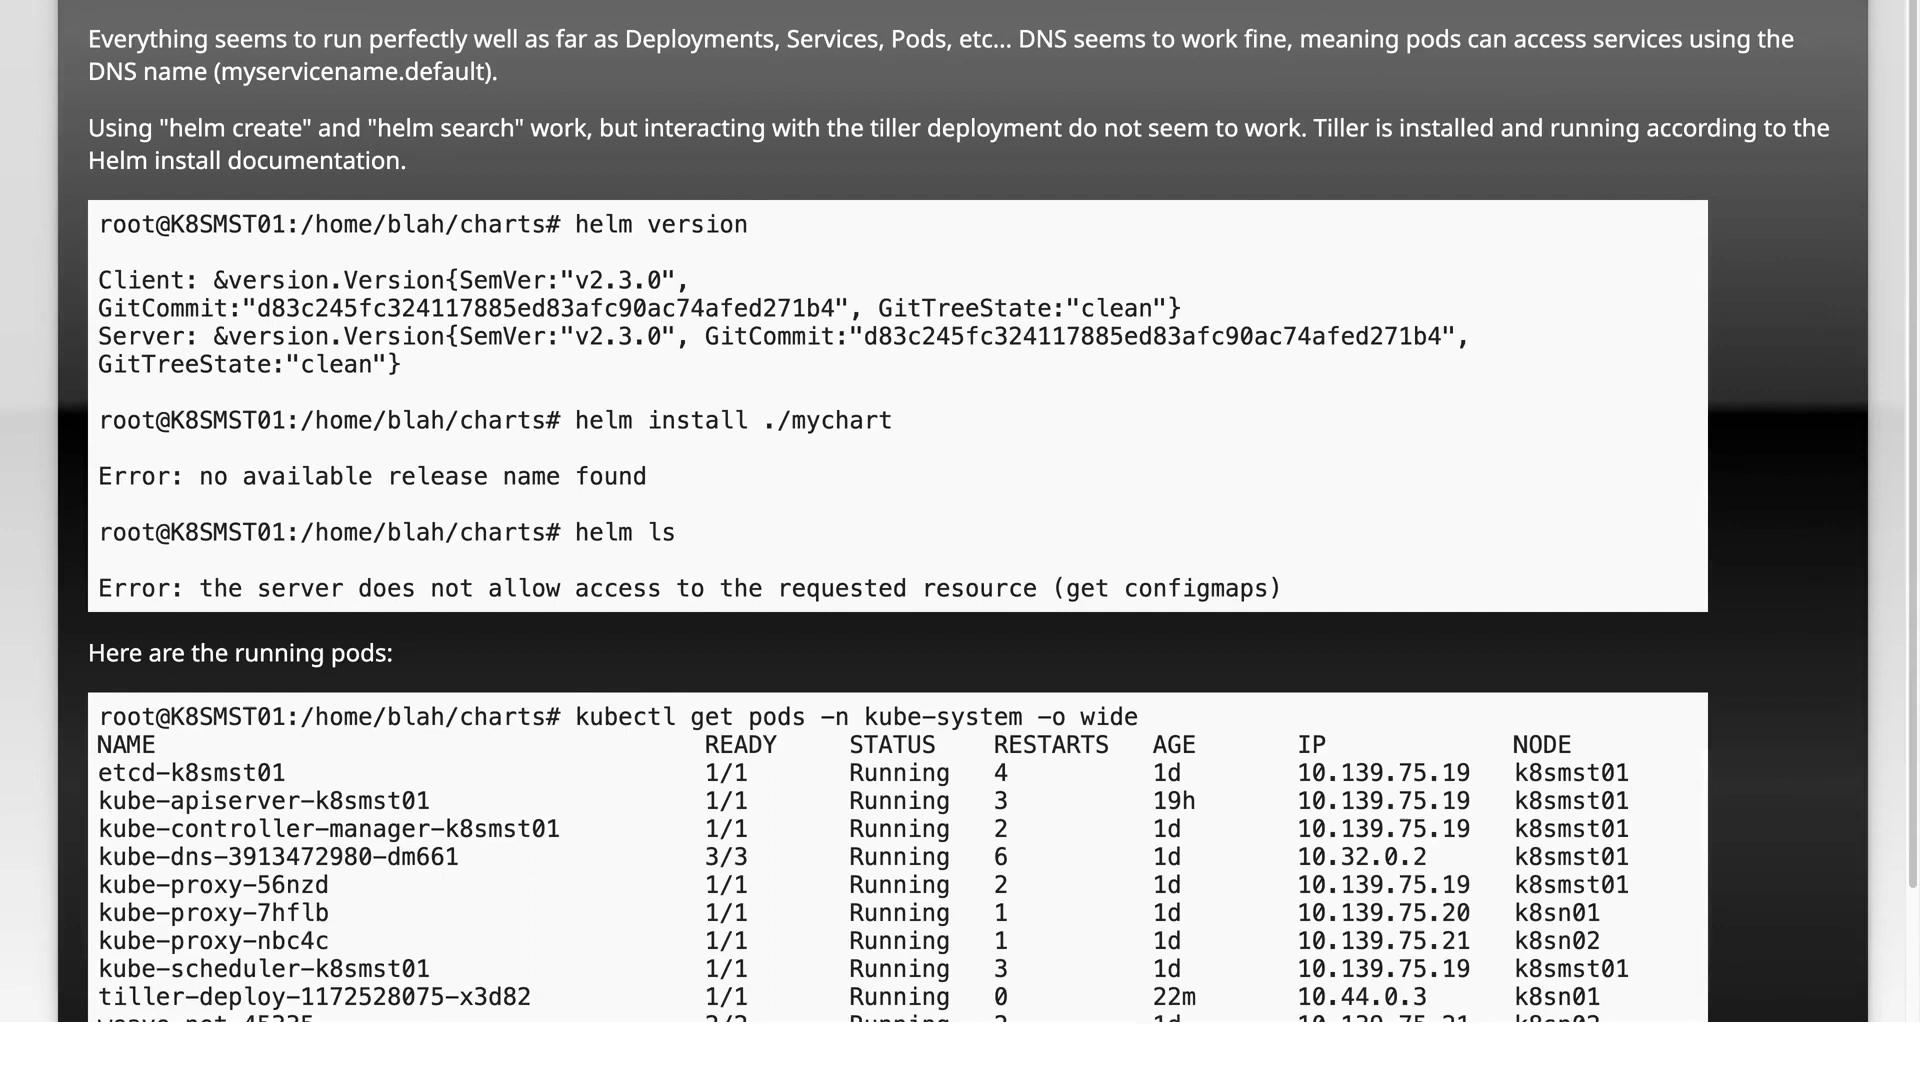 Everything seems to run perfectly well as far as Deployments, Services, Pods, etc... DNS seems to work fine, meaning pods can access services using the
DNS name (myservicename.default).
Using "helm create" and "helm search" work, but interacting with the tiller deployment do not seem to work. Tiller is installed and running according to the
Helm install documentation.
root@K8SMST01:/home/blah/charts# helm version
Client: &version.Version{SemVer:"v2.3.0",
GitCommit:"d83c245fc324117885ed83afc90ac74afed271b4", GitTreeState:"clean"}
Server: &version.Version{SemVer:"v2.3.0", GitCommit:"d83c245fc324117885ed83afc90ac74afed271b4",
GitTreeState:"clean"}
root@K8SMST01:/home/blah/charts# helm install ./mychart
Error: no available release name found
root@K8SMST01:/home/blah/charts# helm ls
Error: the server does not allow access to the requested resource (get configmaps)
Here are the running pods:
root@K8SMST01:/home/blah/charts# kubectl get pods -n kube-system -o wide
NAME READY STATUS RESTARTS AGE IP NODE
etcd-k8smst01 1/1 Running 4 1d 10.139.75.19 k8smst01
kube-apiserver-k8smst01 1/1 Running 3 19h 10.139.75.19 k8smst01
kube-controller-manager-k8smst01 1/1 Running 2 1d 10.139.75.19 k8smst01
kube-dns-3913472980-dm661 3/3 Running 6 1d 10.32.0.2 k8smst01
kube-proxy-56nzd 1/1 Running 2 1d 10.139.75.19 k8smst01
kube-proxy-7hflb 1/1 Running 1 1d 10.139.75.20 k8sn01
kube-proxy-nbc4c 1/1 Running 1 1d 10.139.75.21 k8sn02
kube-scheduler-k8smst01 1/1 Running 3 1d 10.139.75.19 k8smst01
tiller-deploy-1172528075-x3d82 1/1 Running 0 22m 10.44.0.3 k8sn01